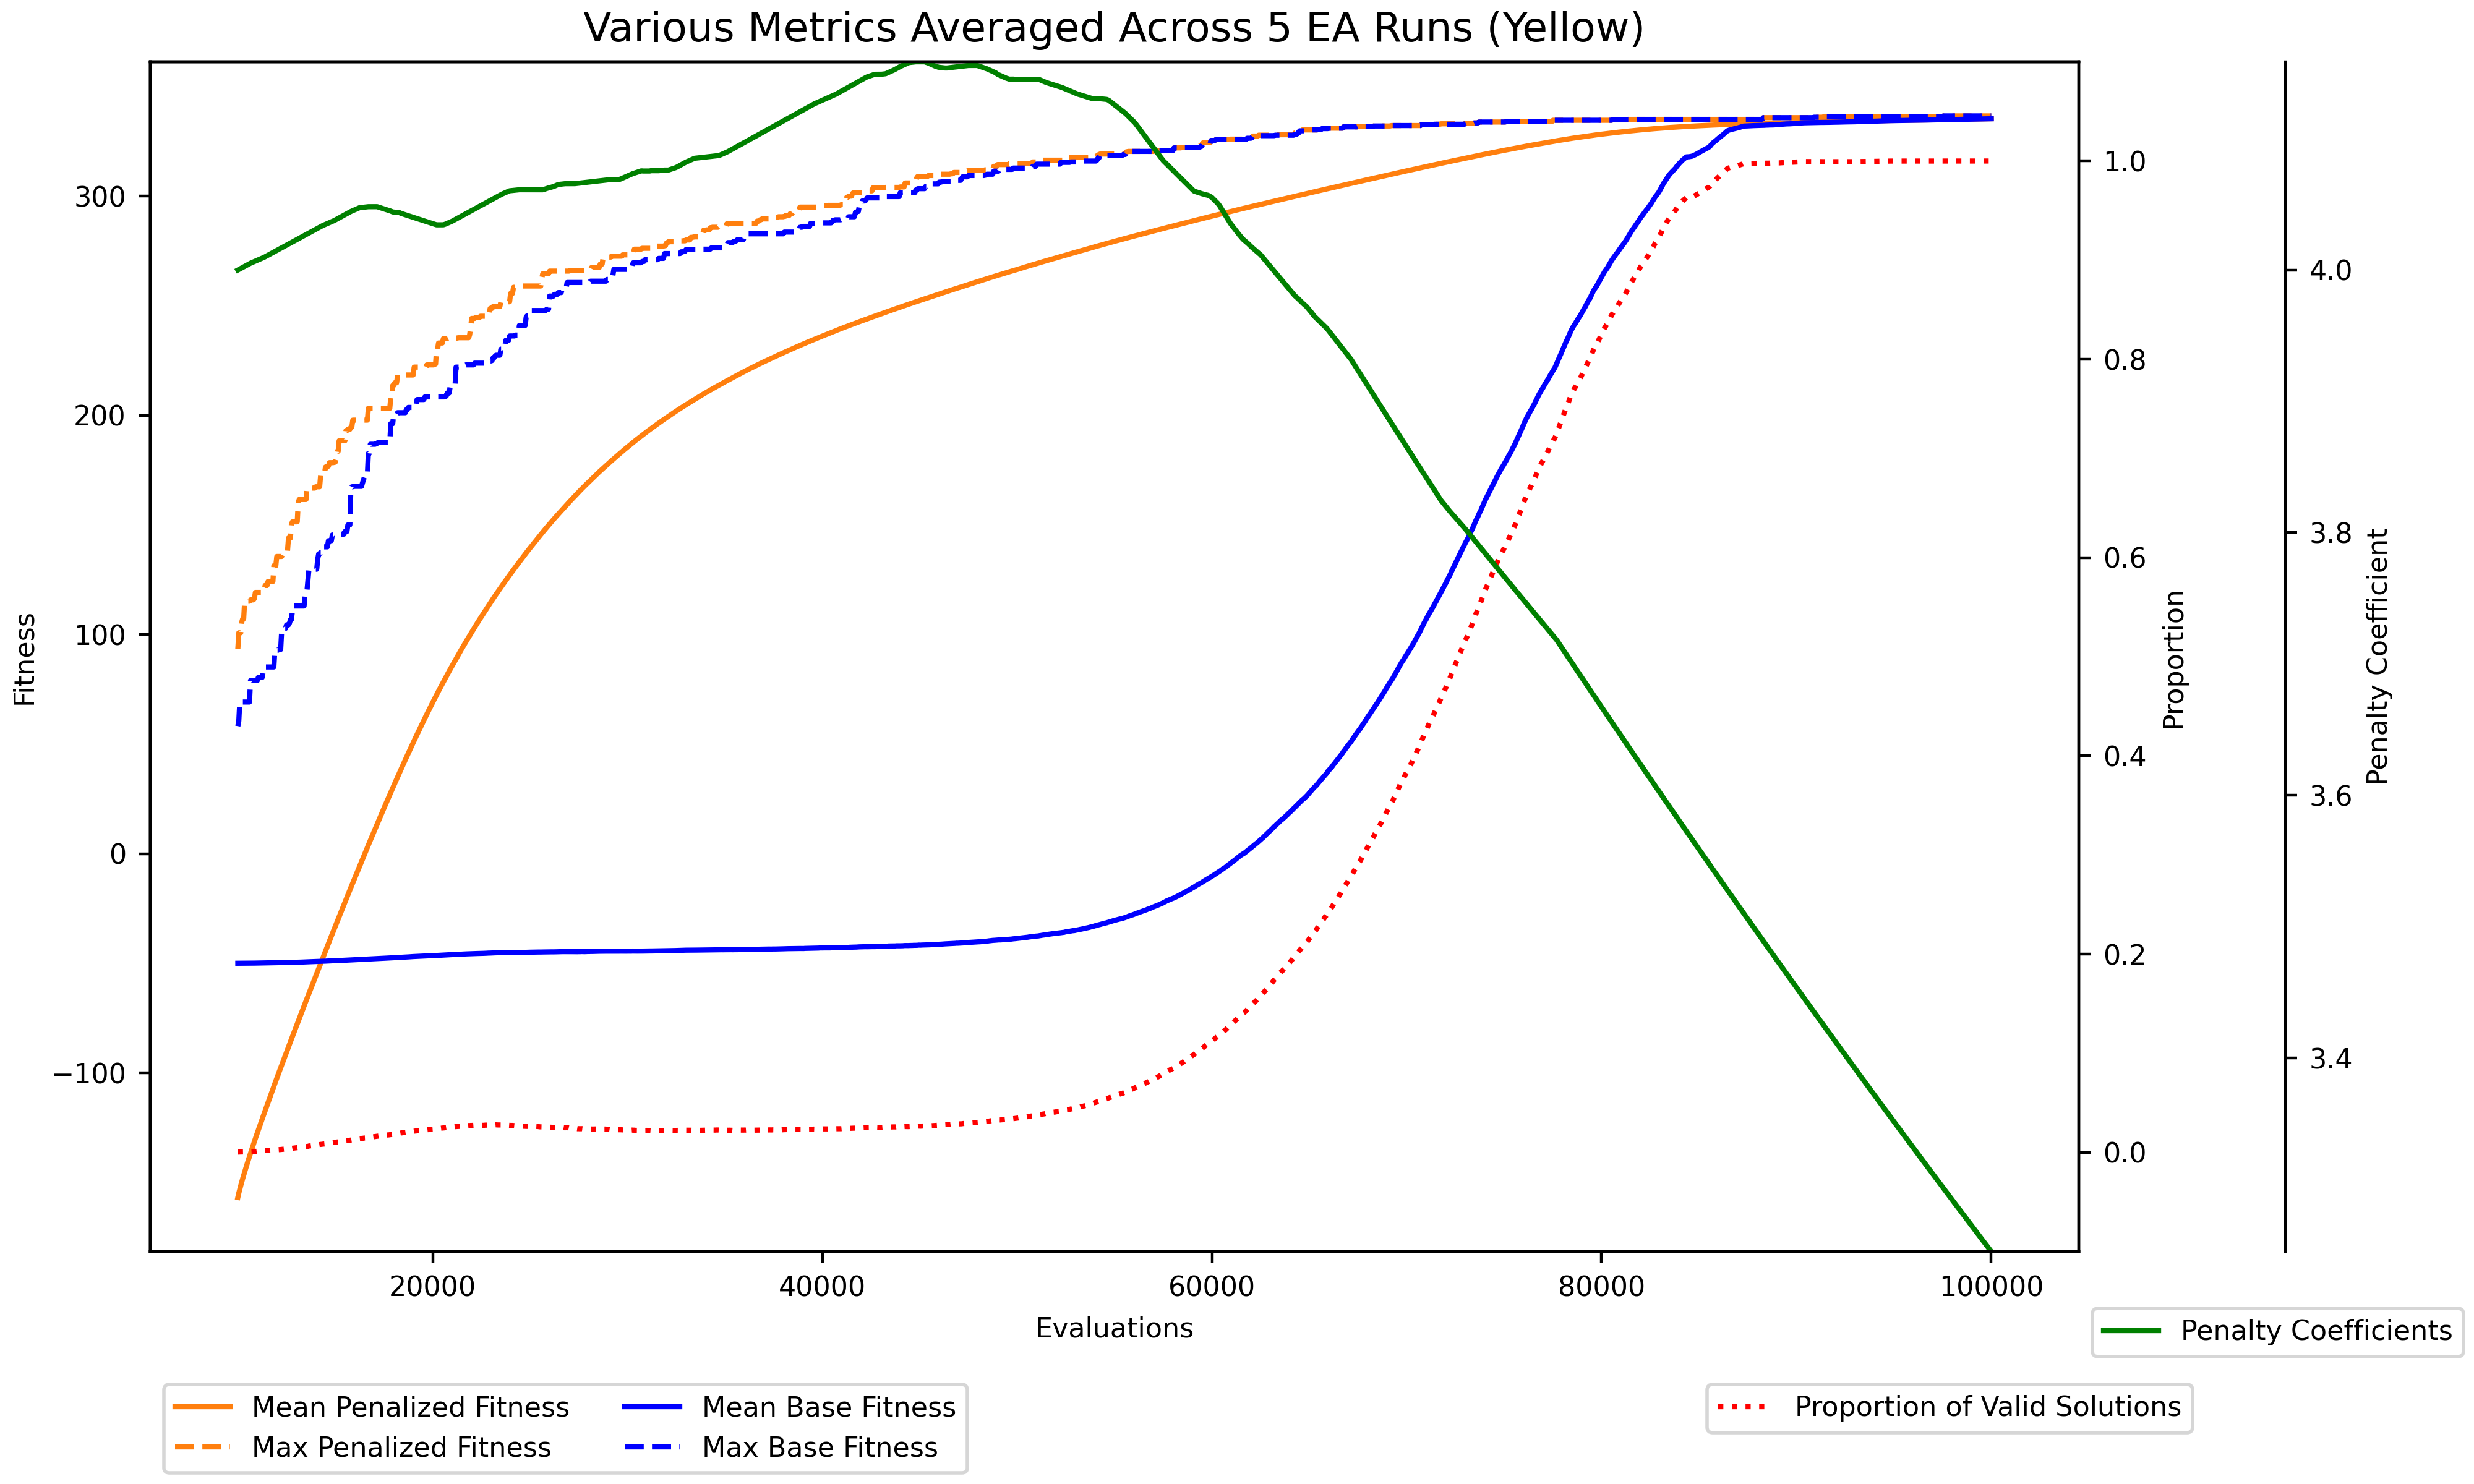 Various Metrics Averaged Across 5 EA Runs (Yellow)
Fitness
300
200
100
0
−100
20000 40000 60000 80000 100000
Evaluations
1.0
0.8
0.6
0.4
0.2
0.0
Proportion
4.0
3.8
3.6
3.4
Penalty Coefficient
Penalty Coefficients
Mean Penalized Fitness
Max Penalized Fitness
Mean Base Fitness
Max Base Fitness
Proportion of Valid Solutions